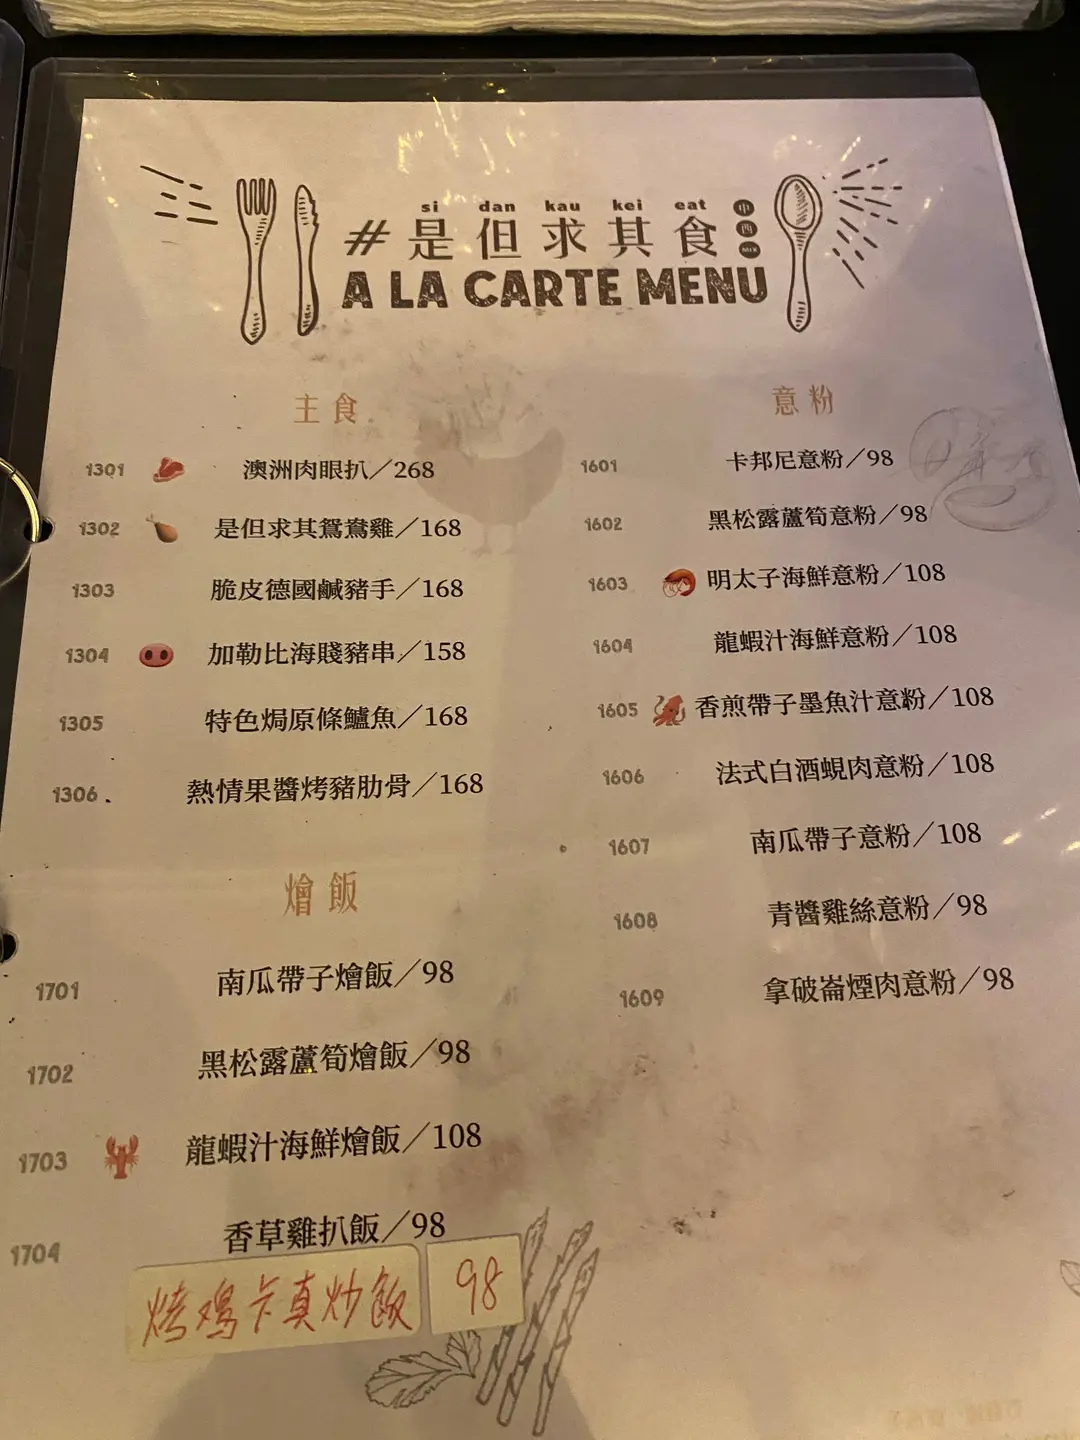 si dan kau kei eat
#是但求其食 中西MIX
A LA CARTE MENU
主食
1301 澳洲肉眼扒／268
1302 是但求其鴛鴦雞／168
1303 脆皮德國鹹豬手／168
1304 加勒比海賤豬串／158
1305 特色焗原條鱸魚／168
1306 熱情果醬烤豬肋骨／168
燴飯
1701 南瓜帶子燴飯／98
1702 黑松露蘆筍燴飯／98
1703 龍蝦汁海鮮燴飯／108
1704 香草雞扒飯／98
烤鸡卡真炒飯 98
意粉
1601 卡邦尼意粉／98
1602 黑松露蘆筍意粉／98
1603 明太子海鮮意粉／108
1604 龍蝦汁海鮮意粉／108
1605 香煎帶子墨魚汁意粉／108
1606 法式白酒蜆肉意粉／108
1607 南瓜帶子意粉／108
1608 青醬雞絲意粉／98
1609 拿破崙煙肉意粉／98